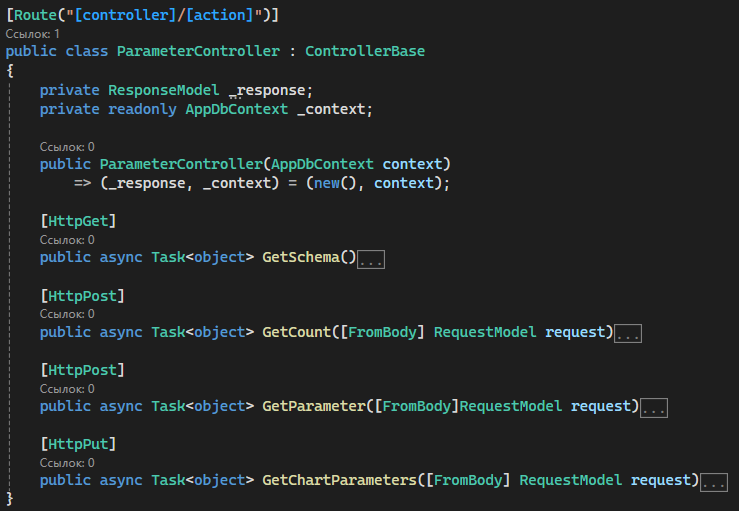 [Route("[controller]/[action]")]
Ссылок: 1
public class ParameterController : ControllerBase
{
private ResponseModel _response;
private readonly AppDbContext _context;
Ссылок: 0
public ParameterController(AppDbContext context)
=> (_response, _context) = (new(), context);
[HttpGet]
Ссылок: 0
public async Task<object> GetSchema()...
[HttpPost]
Ссылок: 0
public async Task<object> GetCount([FromBody] RequestModel request)...
[HttpPost]
Ссылок: 0
public async Task<object> GetParameter([FromBody]RequestModel request)...
[HttpPut]
Ссылок: 0
public async Task<object> GetChartParameters([FromBody] RequestModel request)...
}